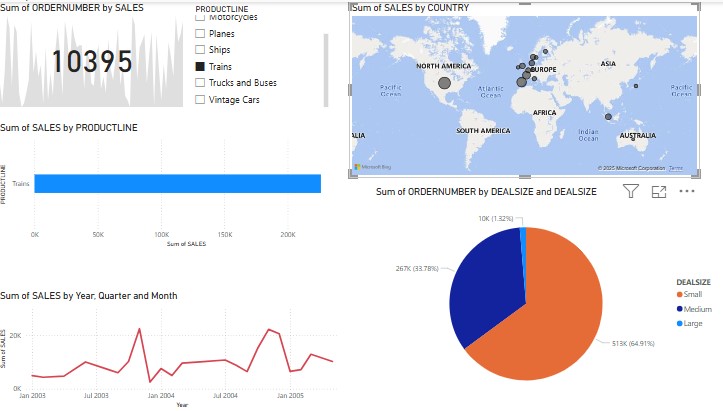 Sum of ORDERNUMBER by SALES
10395
PRODUCTLINE
Motorcycles
Planes
Ships
Trains
Trucks and Buses
Vintage Cars
Sum of SALES by COUNTRY
NORTH AMERICA
EUROPE
ASIA
Pacific
Ocean
Atlantic
Ocean
Pacific
Ocean
AFRICA
SOUTH AMERICA
Indian
Ocean
ALIA
AUSTRALIA
Microsoft Bing
© 2025 Microsoft Corporation Terms
Sum of SALES by PRODUCTLINE
PRODUCTLINE
Trains
0K
50K
100K
150K
200K
Sum of SALES
Sum of ORDERNUMBER by DEALSIZE and DEALSIZE
10K (1.32%)
267K (33.78%)
513K (64.91%)
DEALSIZE
Small
Medium
Large
Sum of SALES by Year, Quarter and Month
Sum of SALES
20K
0K
Jan 2003
Jul 2003
Jan 2004
Jul 2004
Jan 2005
Year